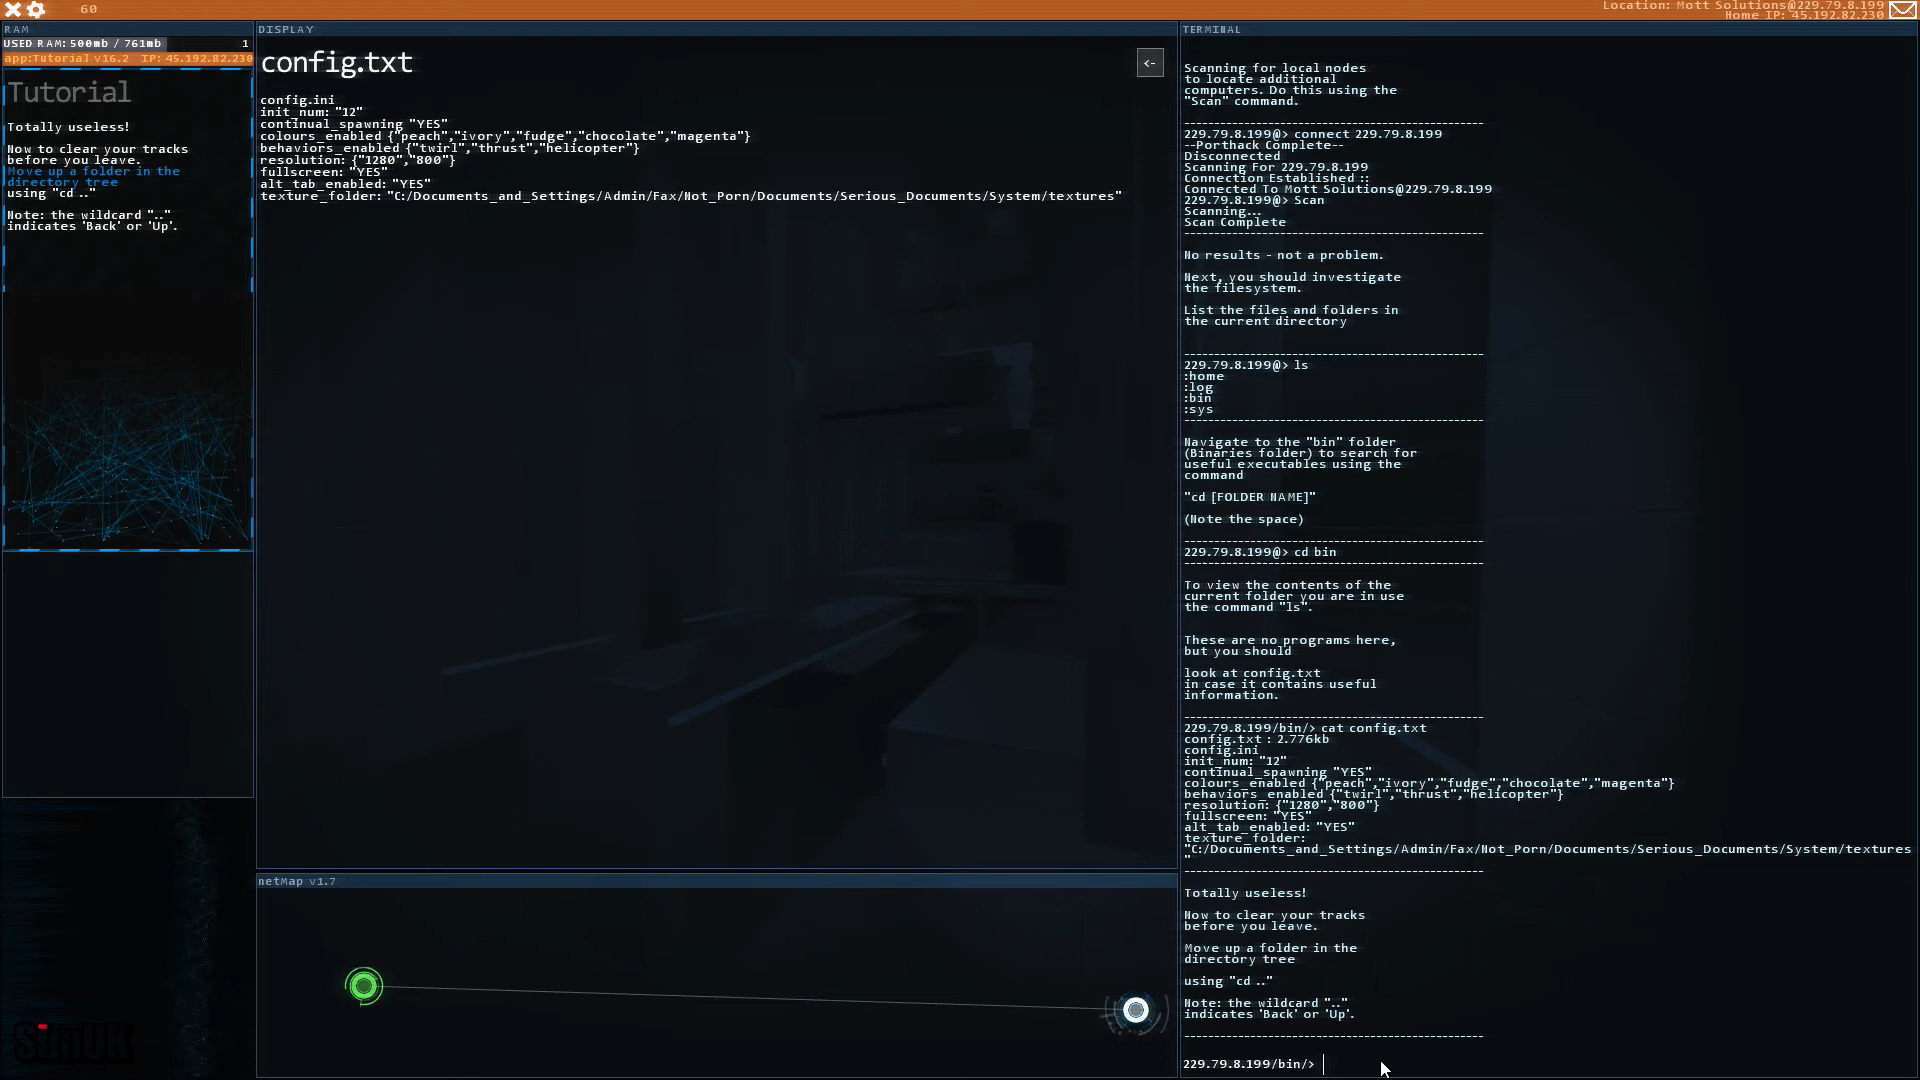 60
Location: Mott Solutions@229.79.8.199
Home IP: 45.192.82.230
RAM
USED RAM: 500mb / 761mb 1
app:Tutorial v16.2 IP: 45.192.82.230
Tutorial
Totally useless!
Now to clear your tracks
before you leave.
Move up a folder in the
directory tree
using "cd .."
Note: the wildcard ".."
indicates 'Back' or 'Up'.
DISPLAY
config.txt
<-
config.ini
init_num: "12"
continual_spawning "YES"
colours_enabled {"peach","ivory","fudge","chocolate","magenta"}
behaviors_enabled {"twirl","thrust","helicopter"}
resolution: {"1280","800"}
fullscreen: "YES"
alt_tab_enabled: "YES"
texture_folder: "C:/Documents_and_Settings/Admin/Fax/Not_Porn/Documents/Serious_Documents/System/textures"
netMap v1.7
SimUK
TERMINAL
Scanning for local nodes
to locate additional
computers. Do this using the
"Scan" command.
229.79.8.199@> connect 229.79.8.199
--Porthack Complete--
Disconnected
Scanning For 229.79.8.199
Connection Established ::
Connected To Mott Solutions@229.79.8.199
229.79.8.199@> Scan
Scanning...
Scan Complete
No results - not a problem.
Next, you should investigate
the filesystem.
List the files and folders in
the current directory
229.79.8.199@> ls
:home
:log
:bin
:sys
Navigate to the "bin" folder
(Binaries folder) to search for
useful executables using the
command
"cd [FOLDER NAME]"
(Note the space)
229.79.8.199@> cd bin
To view the contents of the
current folder you are in use
the command "ls".
These are no programs here,
but you should
look at config.txt
in case it contains useful
information.
229.79.8.199/bin/> cat config.txt
config.txt : 2.776kb
config.ini
init_num: "12"
continual_spawning "YES"
colours_enabled {"peach","ivory","fudge","chocolate","magenta"}
behaviors_enabled {"twirl","thrust","helicopter"}
resolution: {"1280","800"}
fullscreen: "YES"
alt_tab_enabled: "YES"
texture_folder:
"C:/Documents_and_Settings/Admin/Fax/Not_Porn/Documents/Serious_Documents/System/textures
"
Totally useless!
Now to clear your tracks
before you leave.
Move up a folder in the
directory tree
using "cd .."
Note: the wildcard ".."
indicates 'Back' or 'Up'.
229.79.8.199/bin/>